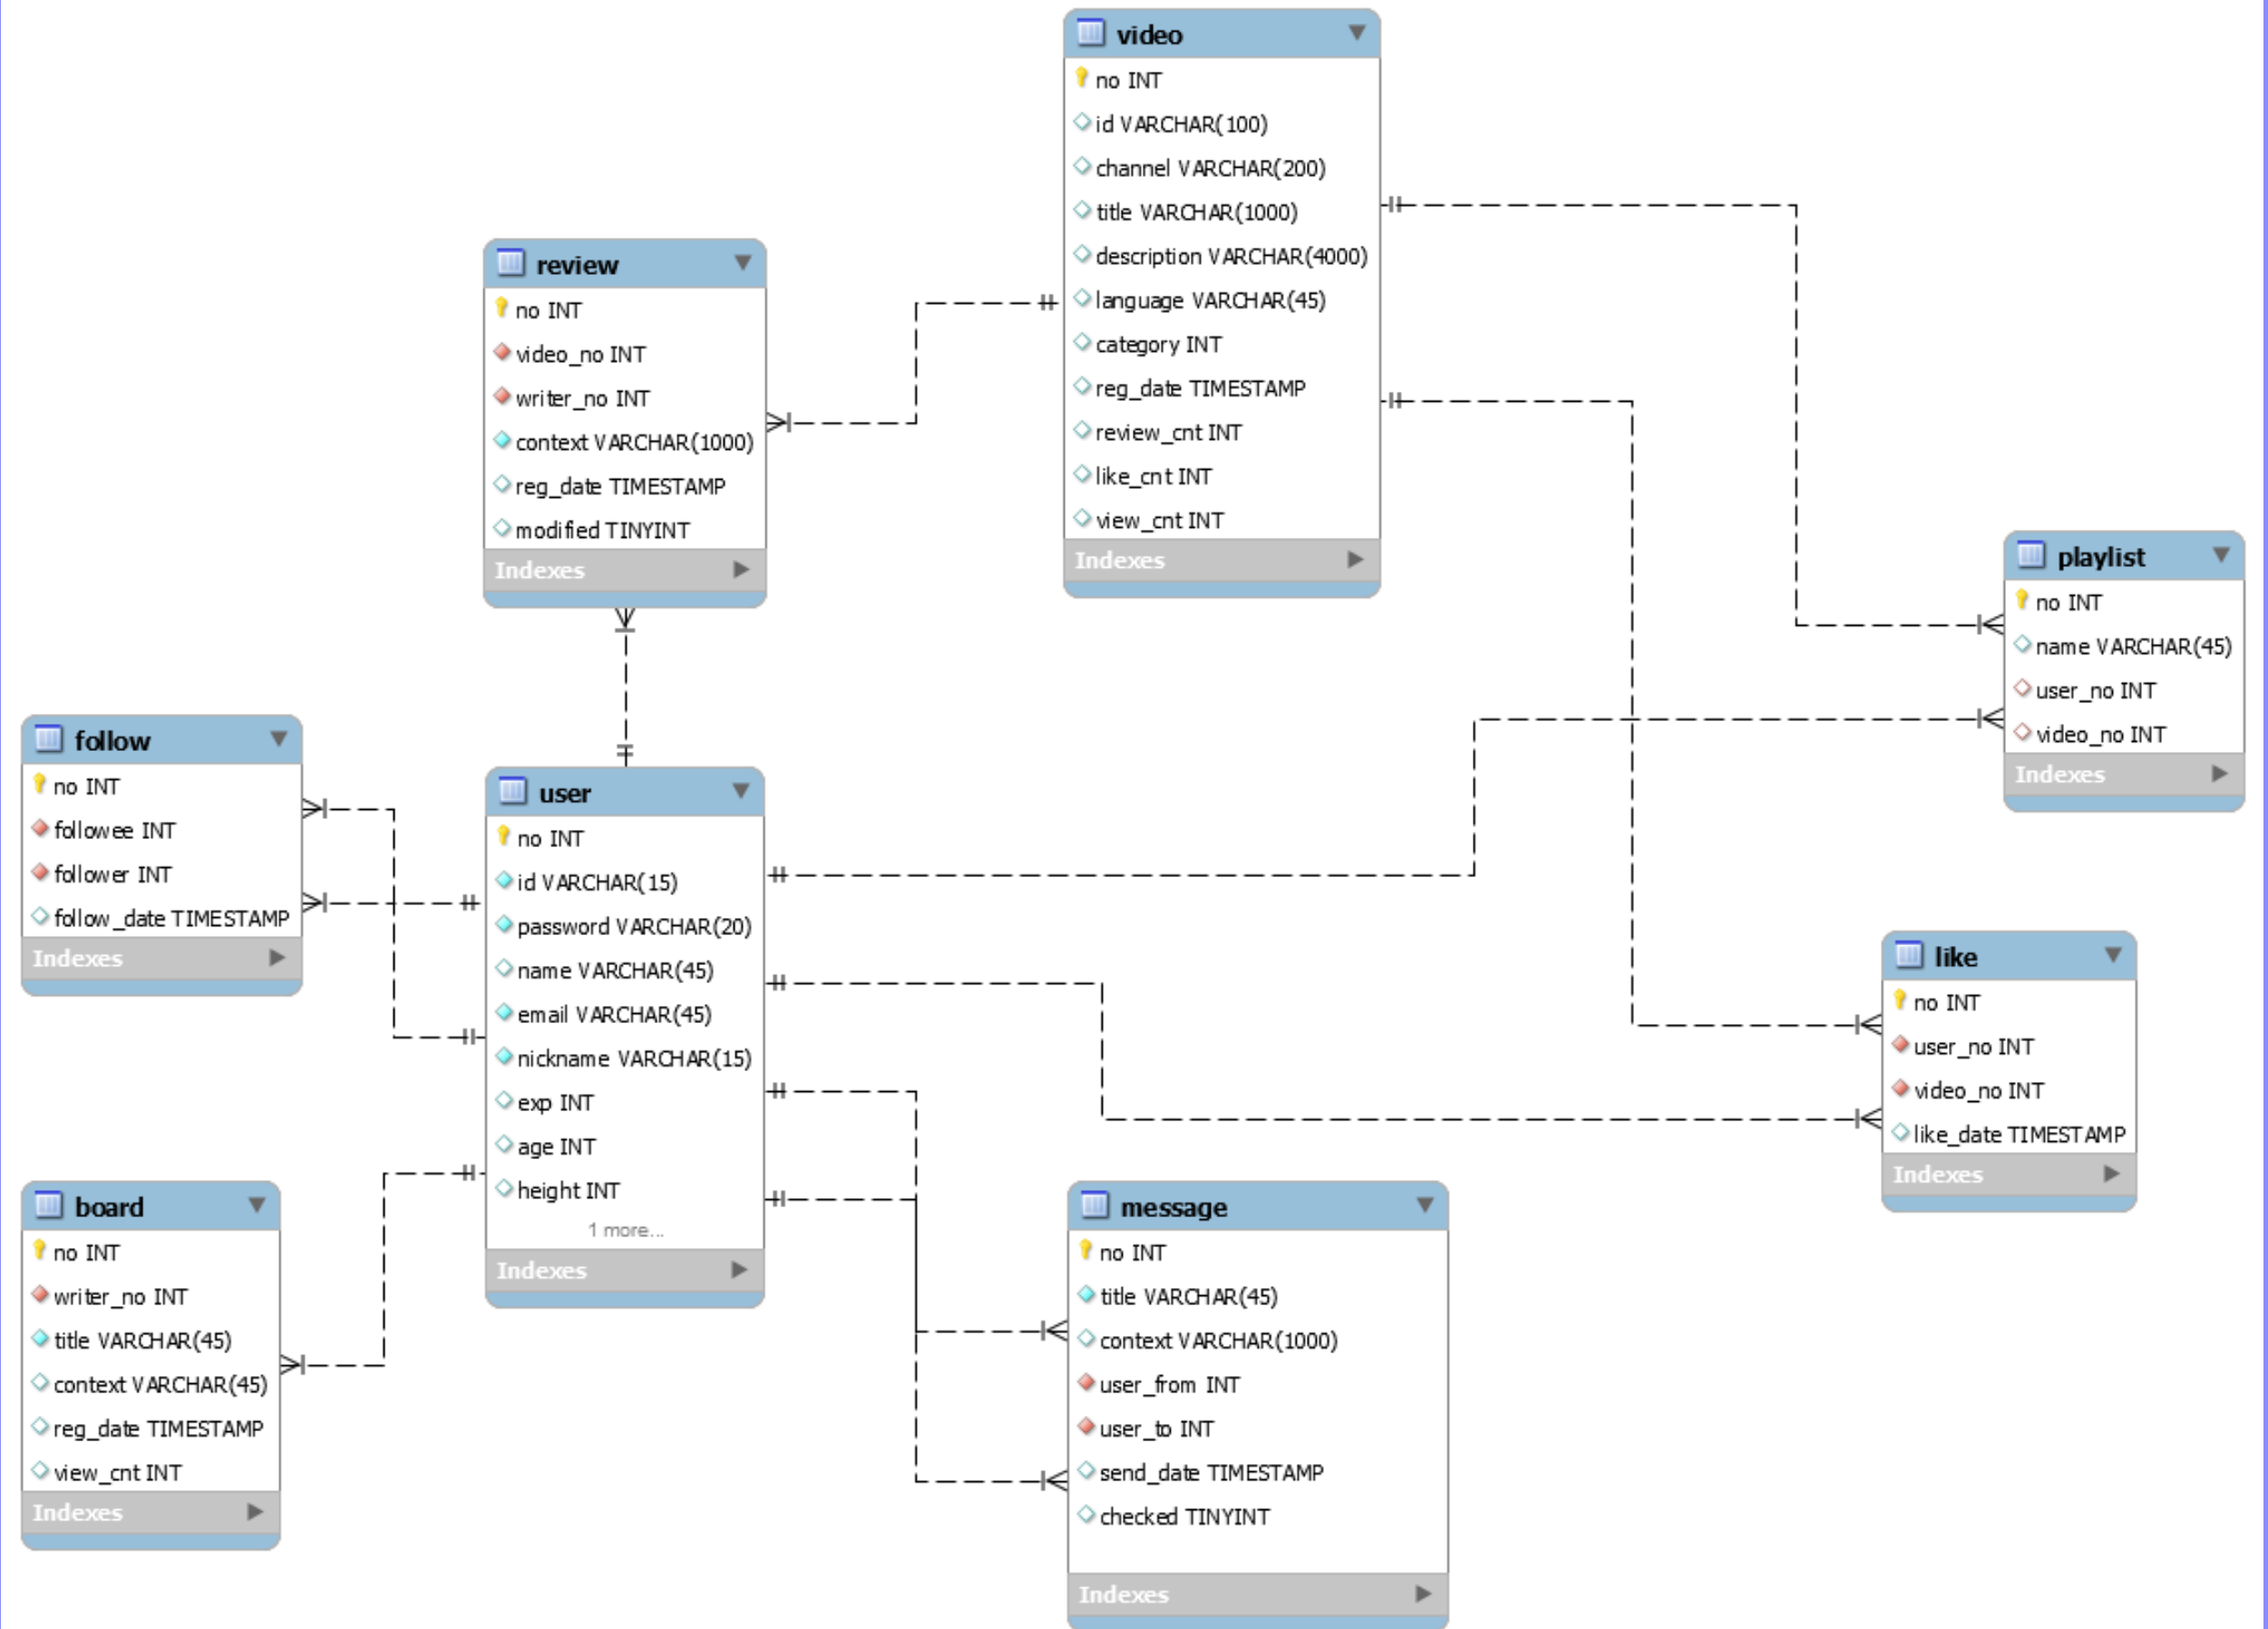 video
no INT
id VARCHAR(100)
channel VARCHAR(200)
title VARCHAR(1000)
description VARCHAR(4000)
language VARCHAR(45)
category INT
reg_date TIMESTAMP
review_cnt INT
like_cnt INT
view_cnt INT
Indexes
review
no INT
video_no INT
writer_no INT
context VARCHAR(1000)
reg_date TIMESTAMP
modified TINYINT
Indexes
playlist
no INT
name VARCHAR(45)
user_no INT
video_no INT
Indexes
follow
no INT
followee INT
follower INT
follow_date TIMESTAMP
Indexes
user
no INT
id VARCHAR(15)
password VARCHAR(20)
name VARCHAR(45)
email VARCHAR(45)
nickname VARCHAR(15)
exp INT
age INT
height INT
1 more...
Indexes
like
no INT
user_no INT
video_no INT
like_date TIMESTAMP
Indexes
board
no INT
writer_no INT
title VARCHAR(45)
context VARCHAR(45)
reg_date TIMESTAMP
view_cnt INT
Indexes
message
no INT
title VARCHAR(45)
context VARCHAR(1000)
user_from INT
user_to INT
send_date TIMESTAMP
checked TINYINT
Indexes